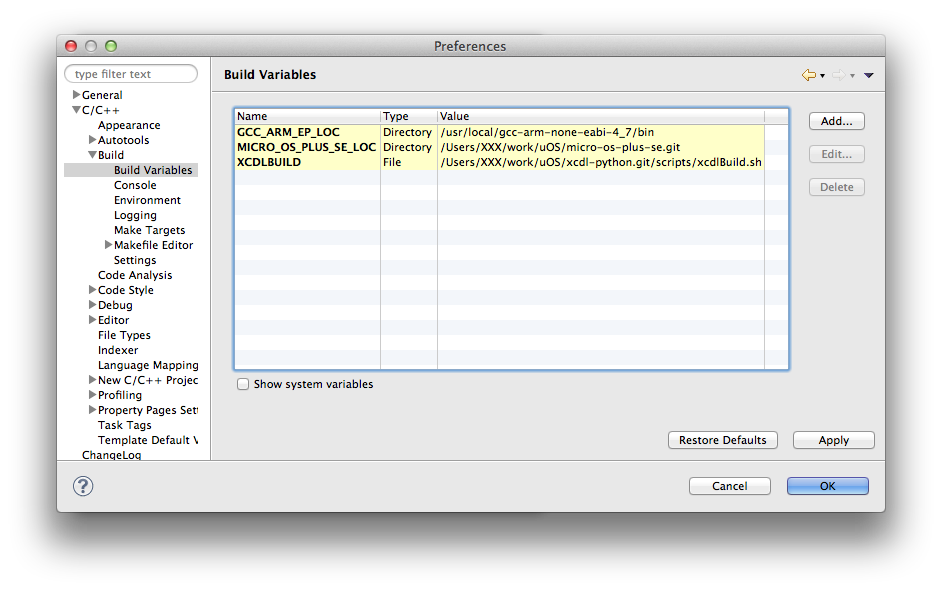 Preferences
type filter text
General
C/C++
Appearance
Autotools
Build
Build Variables
Console
Environment
Logging
Make Targets
Makefile Editor
Settings
Code Analysis
Code Style
Debug
Editor
File Types
Indexer
Language Mapping
New C/C++ Projec
Profiling
Property Pages Sett
Task Tags
Template Default V
ChangeLog
Build Variables
Name Type Value
GCC_ARM_EP_LOC Directory /usr/local/gcc-arm-none-eabi-4_7/bin
MICRO_OS_PLUS_SE_LOC Directory /Users/XXX/work/uOS/micro-os-plus-se.git
XCDLBUILD File /Users/XXX/work/uOS/xcdl-python.git/scripts/xcdlBuild.sh
Add...
Edit...
Delete
Show system variables
Restore Defaults Apply
? Cancel OK